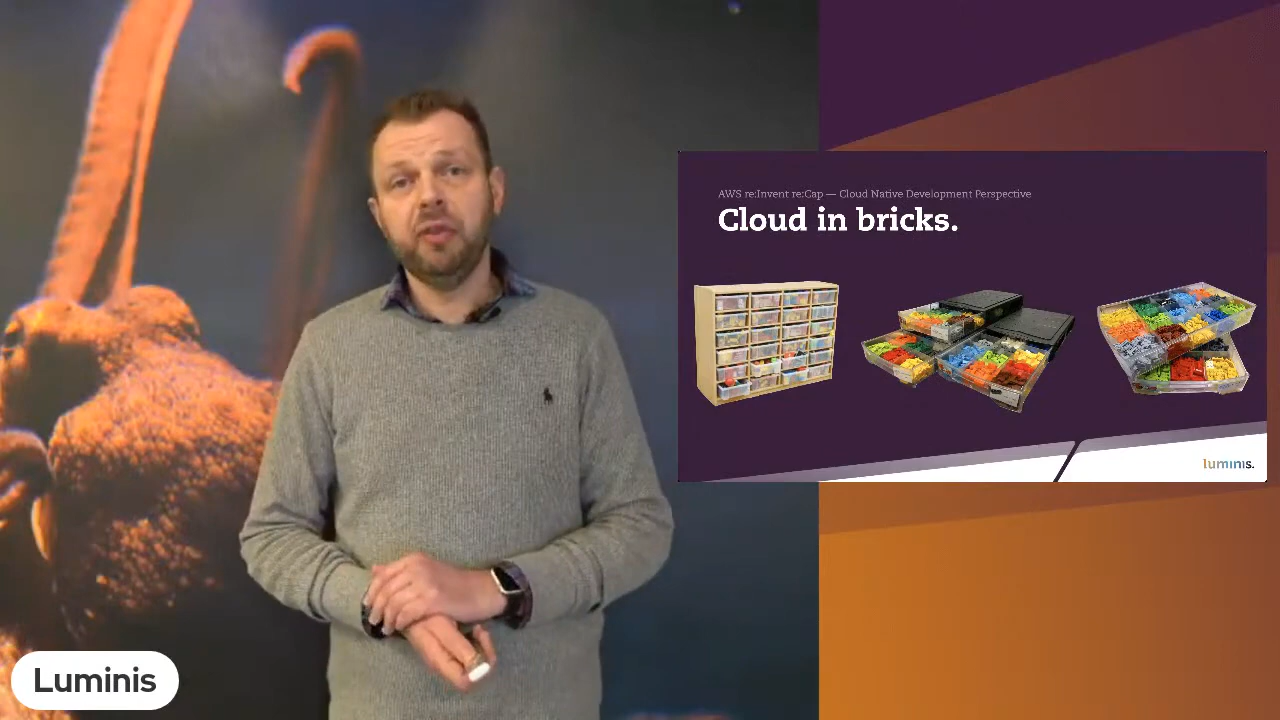 AWS re:Invent re:Cap — Cloud Native Development Perspective
Cloud in bricks.
luminis.
Luminis